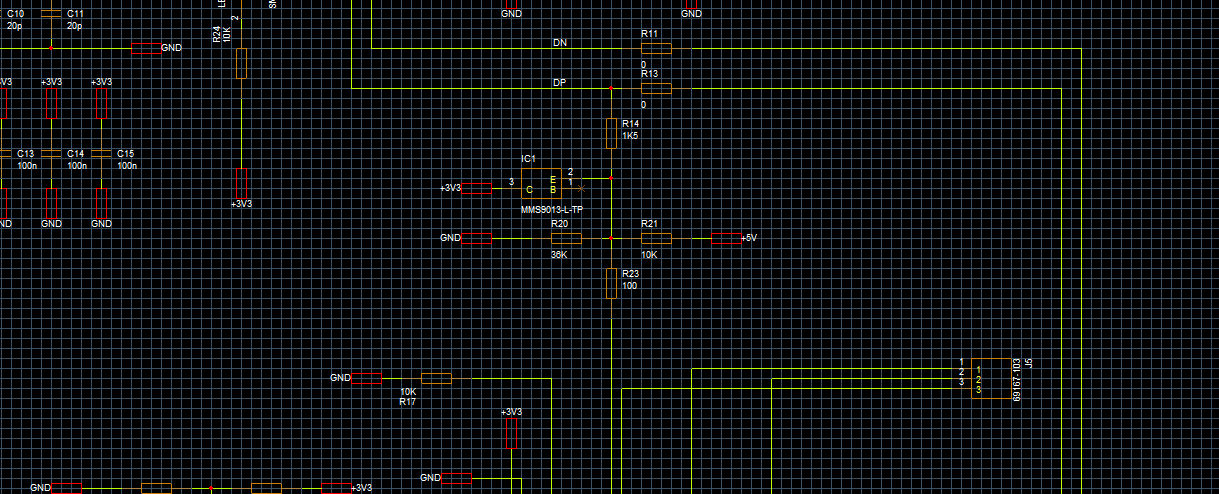 C10
20p
C11
20p
GND
R24
10K
2
GND
GND
DN
R11
0
DP
R13
0
+3V3
+3V3
R14
1K5
C13
100n
C14
100n
C15
100n
IC1
+3V3
3
C
E
B
2
1
MMS9013-L-TP
+3V3
GND
GND
GND
R20
36K
R21
10K
+5V
R23
100
GND
10K
R17
+3V3
1
2
3
1
2
3
69167-103
J5
GND
GND
+3V3